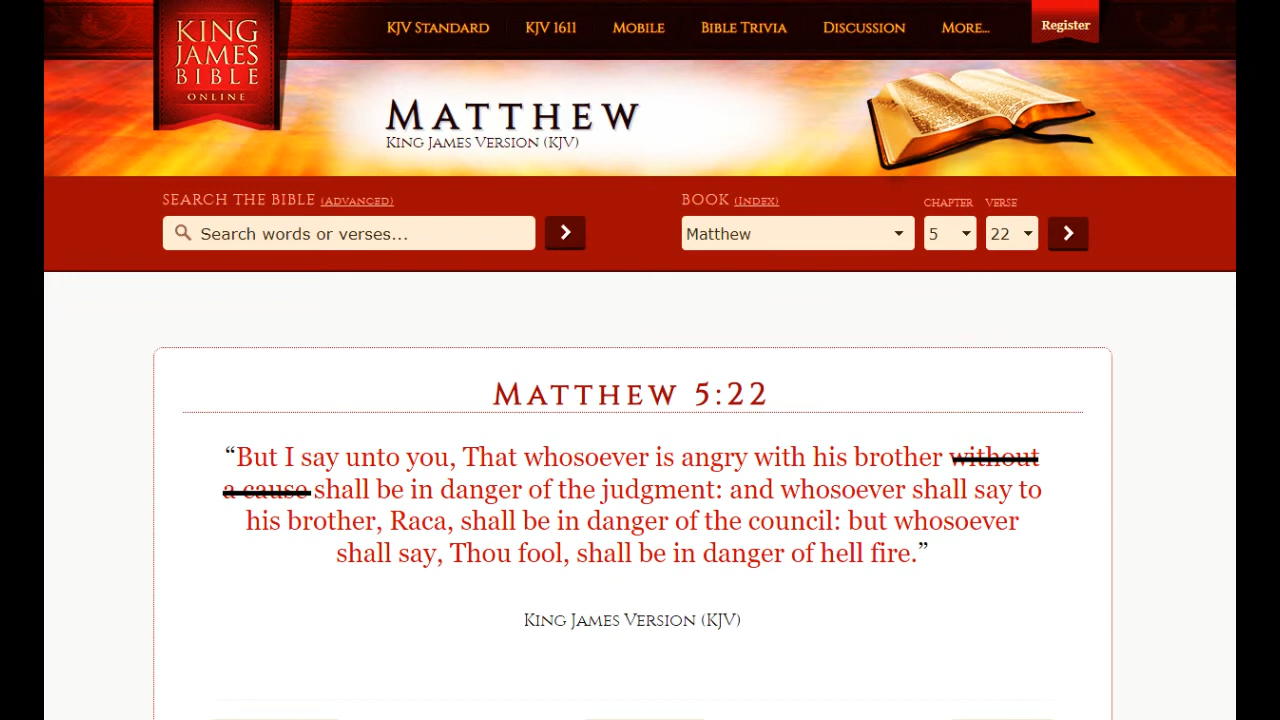 KING
JAMES
BIBLE
ONLINE
KJV STANDARD KJV 1611 MOBILE BIBLE TRIVIA DISCUSSION MORE... Register
MATTHEW
KING JAMES VERSION (KJV)
SEARCH THE BIBLE (ADVANCED) BOOK (INDEX) CHAPTER VERSE
Search words or verses... Matthew 5 22
MATTHEW 5:22
“But I say unto you, That whosoever is angry with his brother without
a cause shall be in danger of the judgment: and whosoever shall say to
his brother, Raca, shall be in danger of the council: but whosoever
shall say, Thou fool, shall be in danger of hell fire.”
KING JAMES VERSION (KJV)